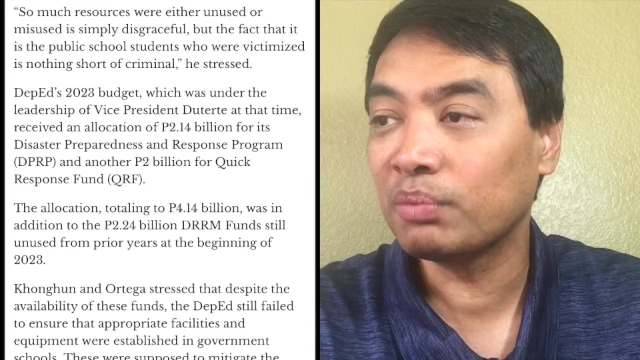 “So much resources were either unused or
misused is simply disgraceful, but the fact that it
is the public school students who were victimized
is nothing short of criminal,” he stressed.
DepEd’s 2023 budget, which was under the
leadership of Vice President Duterte at that time,
received an allocation of P2.14 billion for its
Disaster Preparedness and Response Program
(DPRP) and another P2 billion for Quick
Response Fund (QRF).
The allocation, totaling to P4.14 billion, was in
addition to the P2.24 billion DRRM Funds still
unused from prior years at the beginning of
2023.
Khonghun and Ortega stressed that despite the
availability of these funds, the DepEd still failed
to ensure that appropriate facilities and
equipment were established in government
schools. These were supposed to mitigate the